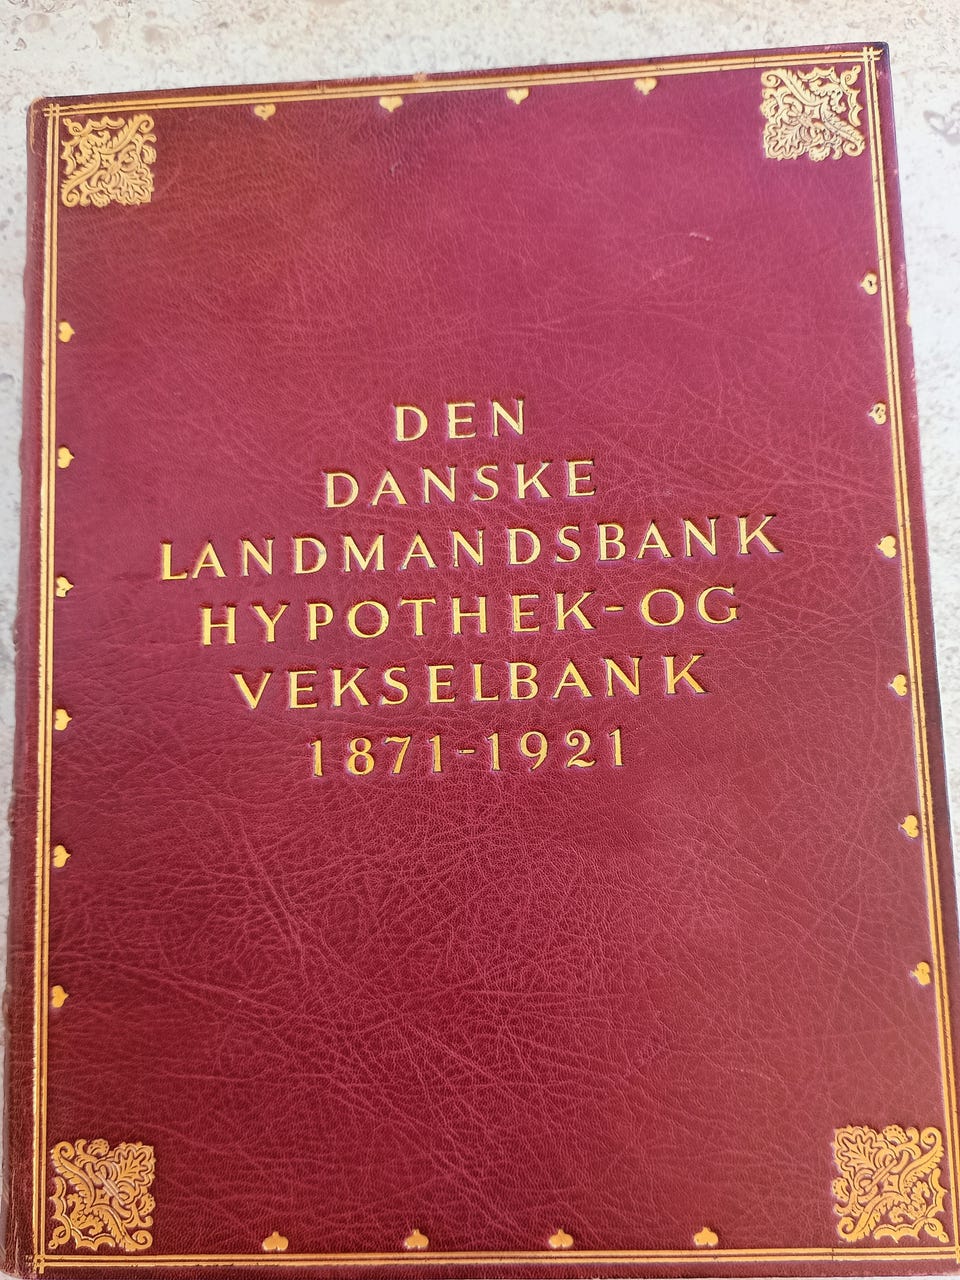 DEN
DANSKE
LANDMANDSBANK
HYPOTHEK-OG
VEKSELBANK
1871-1921